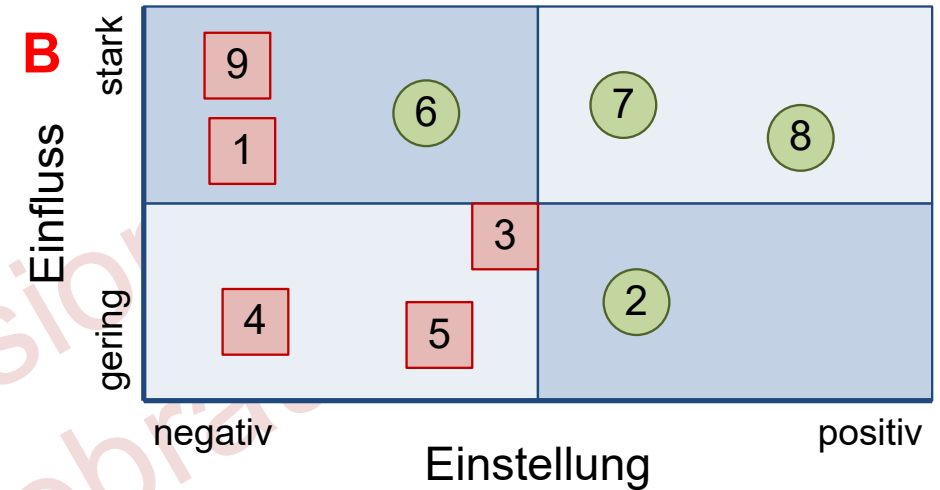 B
stark
Einfluss
gering
9
6
7
8
1
3
2
4
5
negativ
positiv
Einstellung